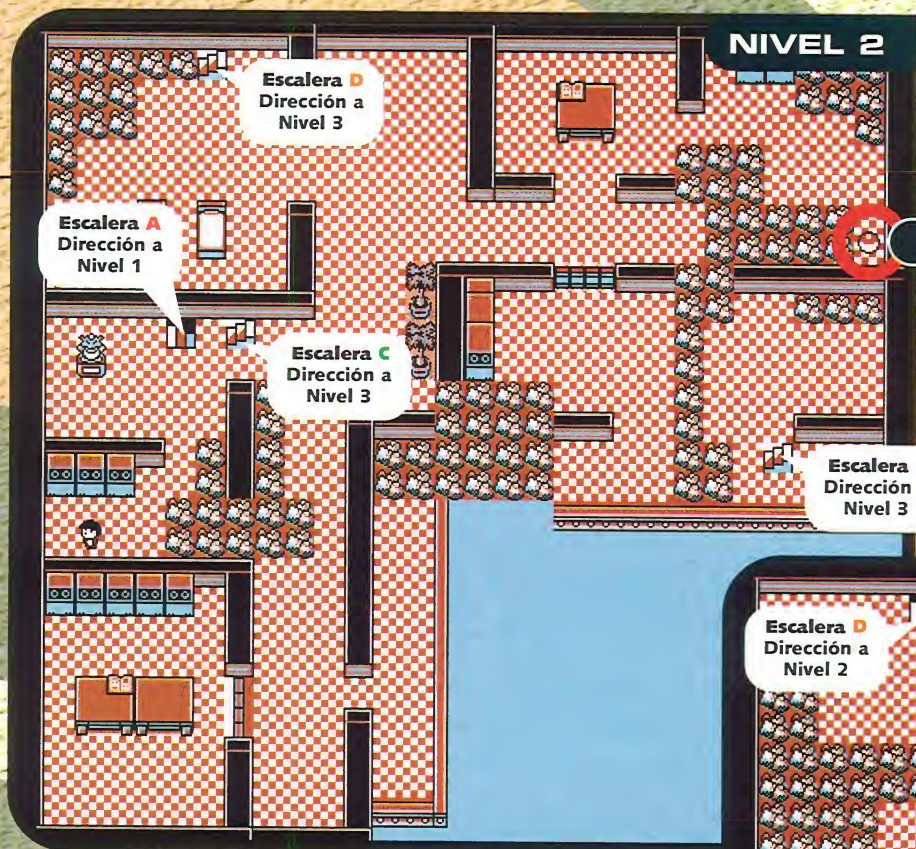 NIVEL 2
Escalera D
Dirección a
Nivel 3
Escalera A
Dirección a
Nivel 1
Escalera C
Dirección a
Nivel 3
Escalera
Dirección
Nivel 3
Escalera D
Dirección a
Nivel 2